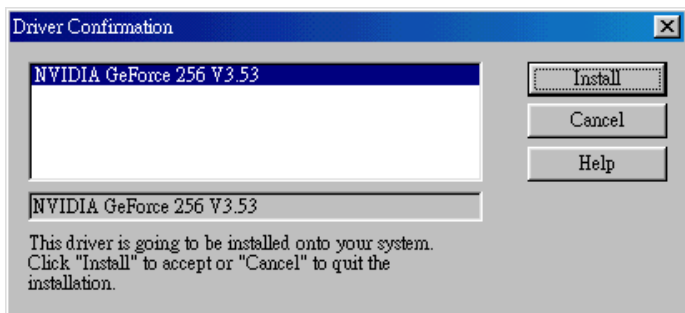 Driver Confirmation
NVIDIA GeForce 256 V3.53
Install
Cancel
Help
NVIDIA GeForce 256 V3.53
This driver is going to be installed onto your system.
Click "Install" to accept or "Cancel" to quit the
installation.